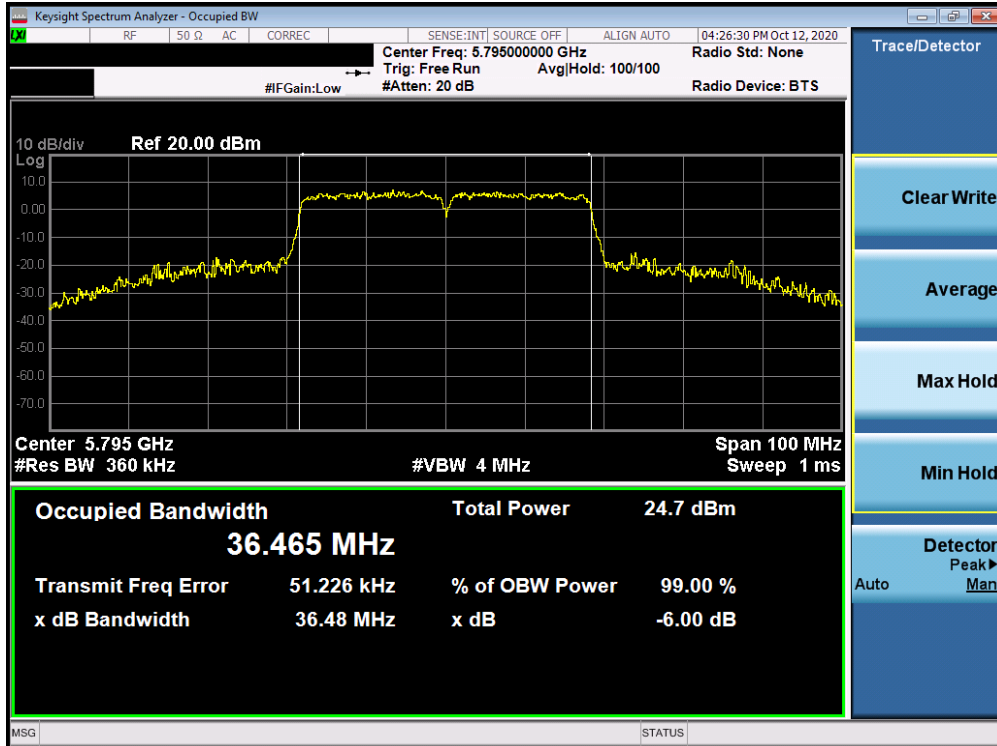 Keysight Spectrum Analyzer - Occupied BW
LXI RF 50 Ω AC CORREC SENSE:INT SOURCE OFF ALIGN AUTO 04:26:30 PM Oct 12, 2020
Center Freq: 5.795000000 GHz Radio Std: None
Trig: Free Run Avg|Hold: 100/100
#IFGain:Low #Atten: 20 dB Radio Device: BTS
Trace/Detector
10 dB/div Ref 20.00 dBm
Log
10.0
0.00
-10.0
-20.0
-30.0
-40.0
-50.0
-60.0
-70.0
Center 5.795 GHz Span 100 MHz
#Res BW 360 kHz #VBW 4 MHz Sweep 1 ms
Occupied Bandwidth Total Power 24.7 dBm
36.465 MHz
Transmit Freq Error 51.226 kHz % of OBW Power 99.00 %
x dB Bandwidth 36.48 MHz x dB -6.00 dB
Clear Write
Average
Max Hold
Min Hold
Detector
Peak▶
Auto Man
MSG STATUS